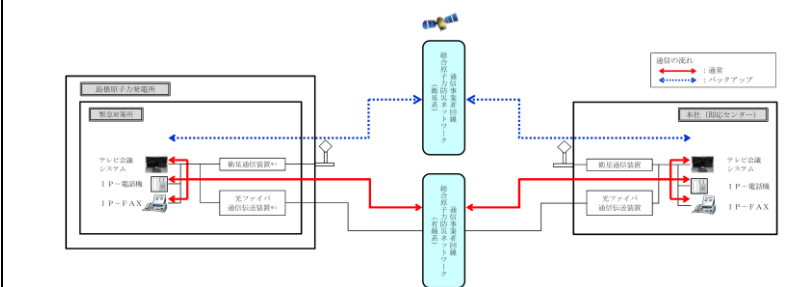 通信の流れ
：通常
：バックアップ
島根原子力発電所
緊急対策所
テレビ会議
システム
ＩＰ－電話機
ＩＰ－FAX
衛星通信装置※1
光ファイバ
通信伝送装置※1
通信事業者回線
総合原子力防災ネットワーク
（衛星系）
通信事業者回線
総合原子力防災ネットワーク
（有線系）
本社（即応センター）
衛星通信装置
光ファイバ
通信伝送装置
テレビ会議
システム
ＩＰ－電話機
ＩＰ－FAX